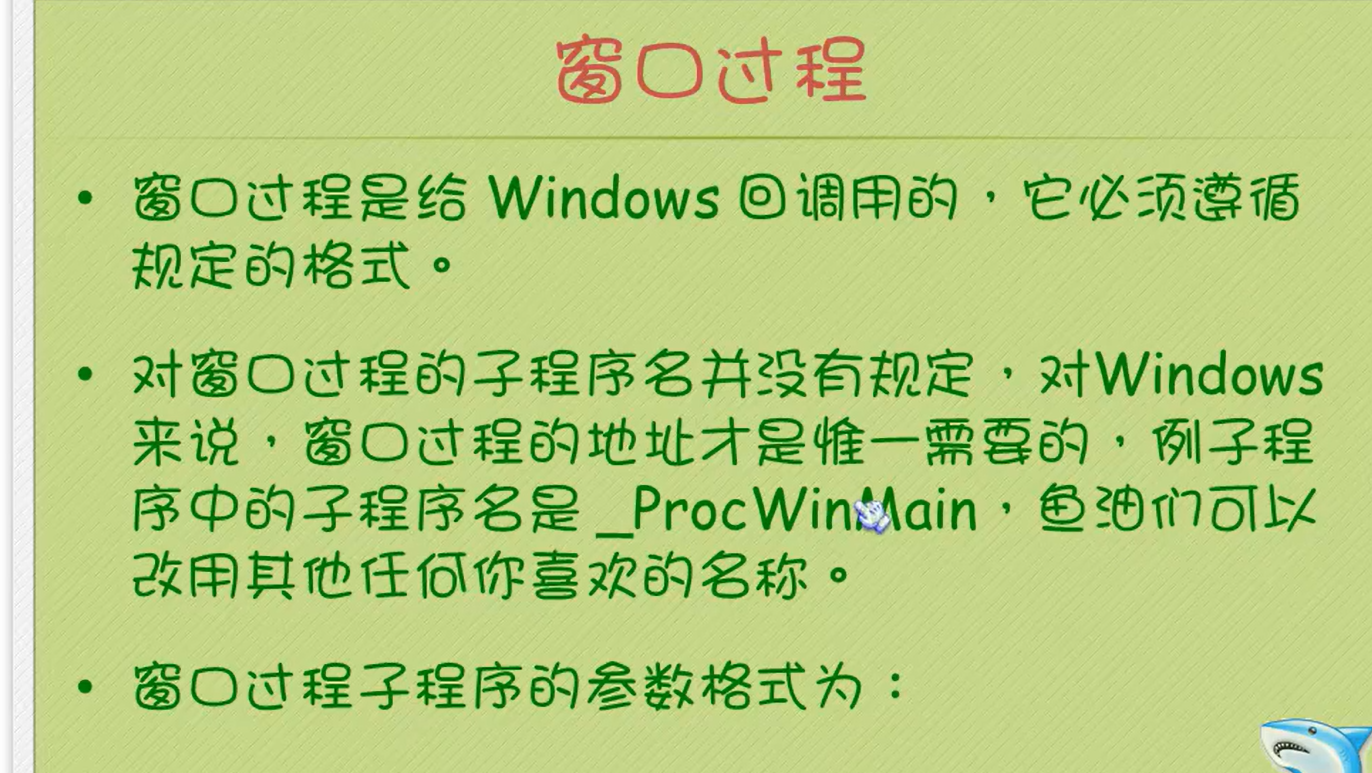 窗口过程
• 窗口过程是给 Windows 回调用的，它必须遵循
规定的格式。
• 对窗口过程的子程序名并没有规定，对Windows
来说，窗口过程的地址才是惟一需要的，例子程
序中的子程序名是 _ProcWinMain，鱼油们可以
改用其他任何你喜欢的名称。
• 窗口过程子程序的参数格式为：